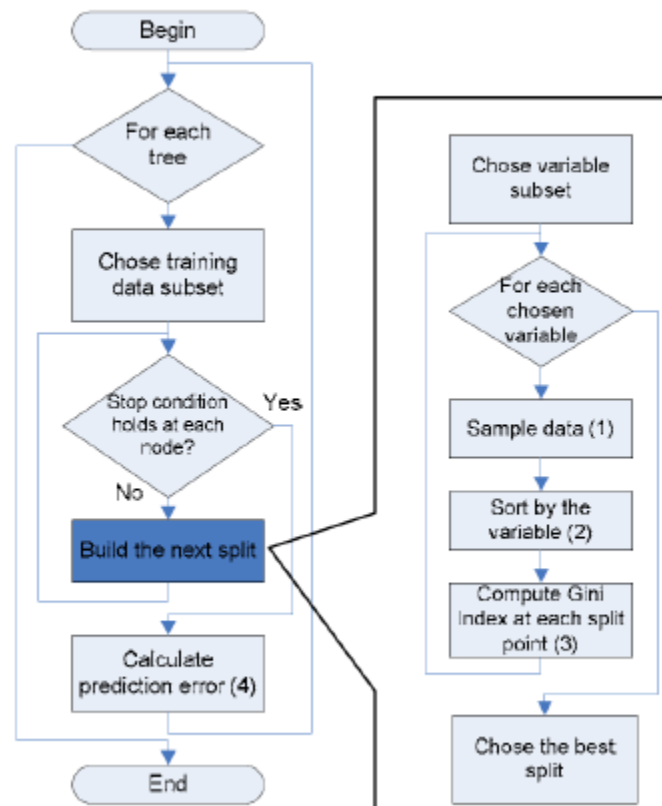 Begin
For each
tree
Chose training
data subset
Stop condition
holds at each
node?
Yes
No
Build the next split
Calculate
prediction error (4)
End
Chose variable
subset
For each
chosen
variable
Sample data (1)
Sort by the
variable (2)
Compute Gini
Index at each split
point (3)
Chose the best
split